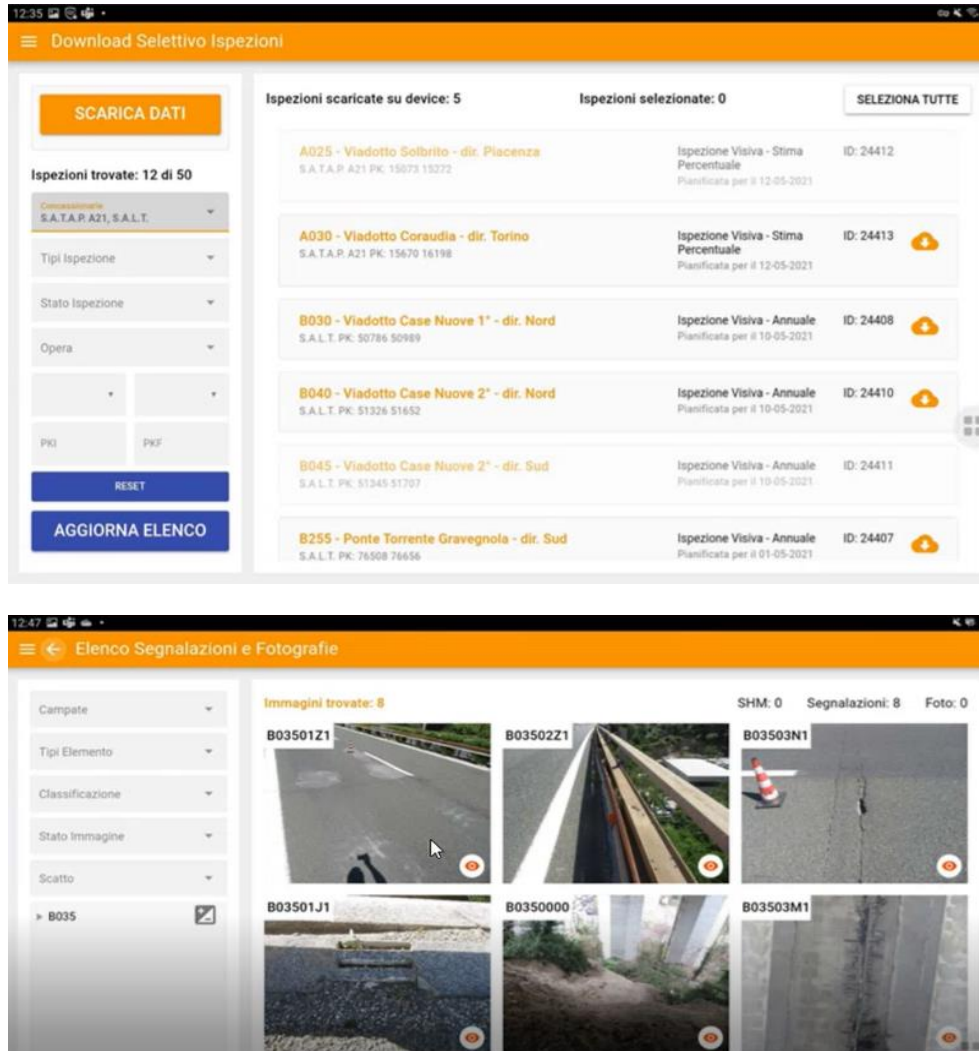 12:35
Download Selettivo Ispezioni
SCARICA DATI
Ispezioni trovate: 12 di 50
Concessionarie
S.A.T.A.P. A21, S.A.L.T.
Tipi Ispezione
Stato Ispezione
Opera
PKI PKF
RESET
AGGIORNA ELENCO
Ispezioni scaricate su device: 5 Ispezioni selezionate: 0 SELEZIONA TUTTE
A025 - Viadotto Solbrito - dir. Piacenza Ispezione Visiva - Stima ID: 24412
S.A.T.A.P. A21 PK: 15073 15272 Percentuale
Pianificata per il 12-05-2021
A030 - Viadotto Coraudia - dir. Torino Ispezione Visiva - Stima ID: 24413
S.A.T.A.P. A21 PK: 15670 16198 Percentuale
Pianificata per il 12-05-2021
B030 - Viadotto Case Nuove 1° - dir. Nord Ispezione Visiva - Annuale ID: 24408
S.A.L.T. PK: 50786 50989 Pianificata per il 10-05-2021
B040 - Viadotto Case Nuove 2° - dir. Nord Ispezione Visiva - Annuale ID: 24410
S.A.L.T. PK: 51326 51652 Pianificata per il 10-05-2021
B045 - Viadotto Case Nuove 2° - dir. Sud Ispezione Visiva - Annuale ID: 24411
S.A.L.T. PK: 51345 51707 Pianificata per il 10-05-2021
B255 - Ponte Torrente Gravegnola - dir. Sud Ispezione Visiva - Annuale ID: 24407
S.A.L.T. PK: 76508 76656 Pianificata per il 01-05-2021
12:47
Elenco Segnalazioni e Fotografie
Campate
Tipi Elemento
Classificazione
Stato Immagine
Scatto
B035
Immagini trovate: 8 SHM: 0 Segnalazioni: 8 Foto: 0
B03501Z1 B03502Z1 B03503N1
B03501J1 B0350000 B03503M1